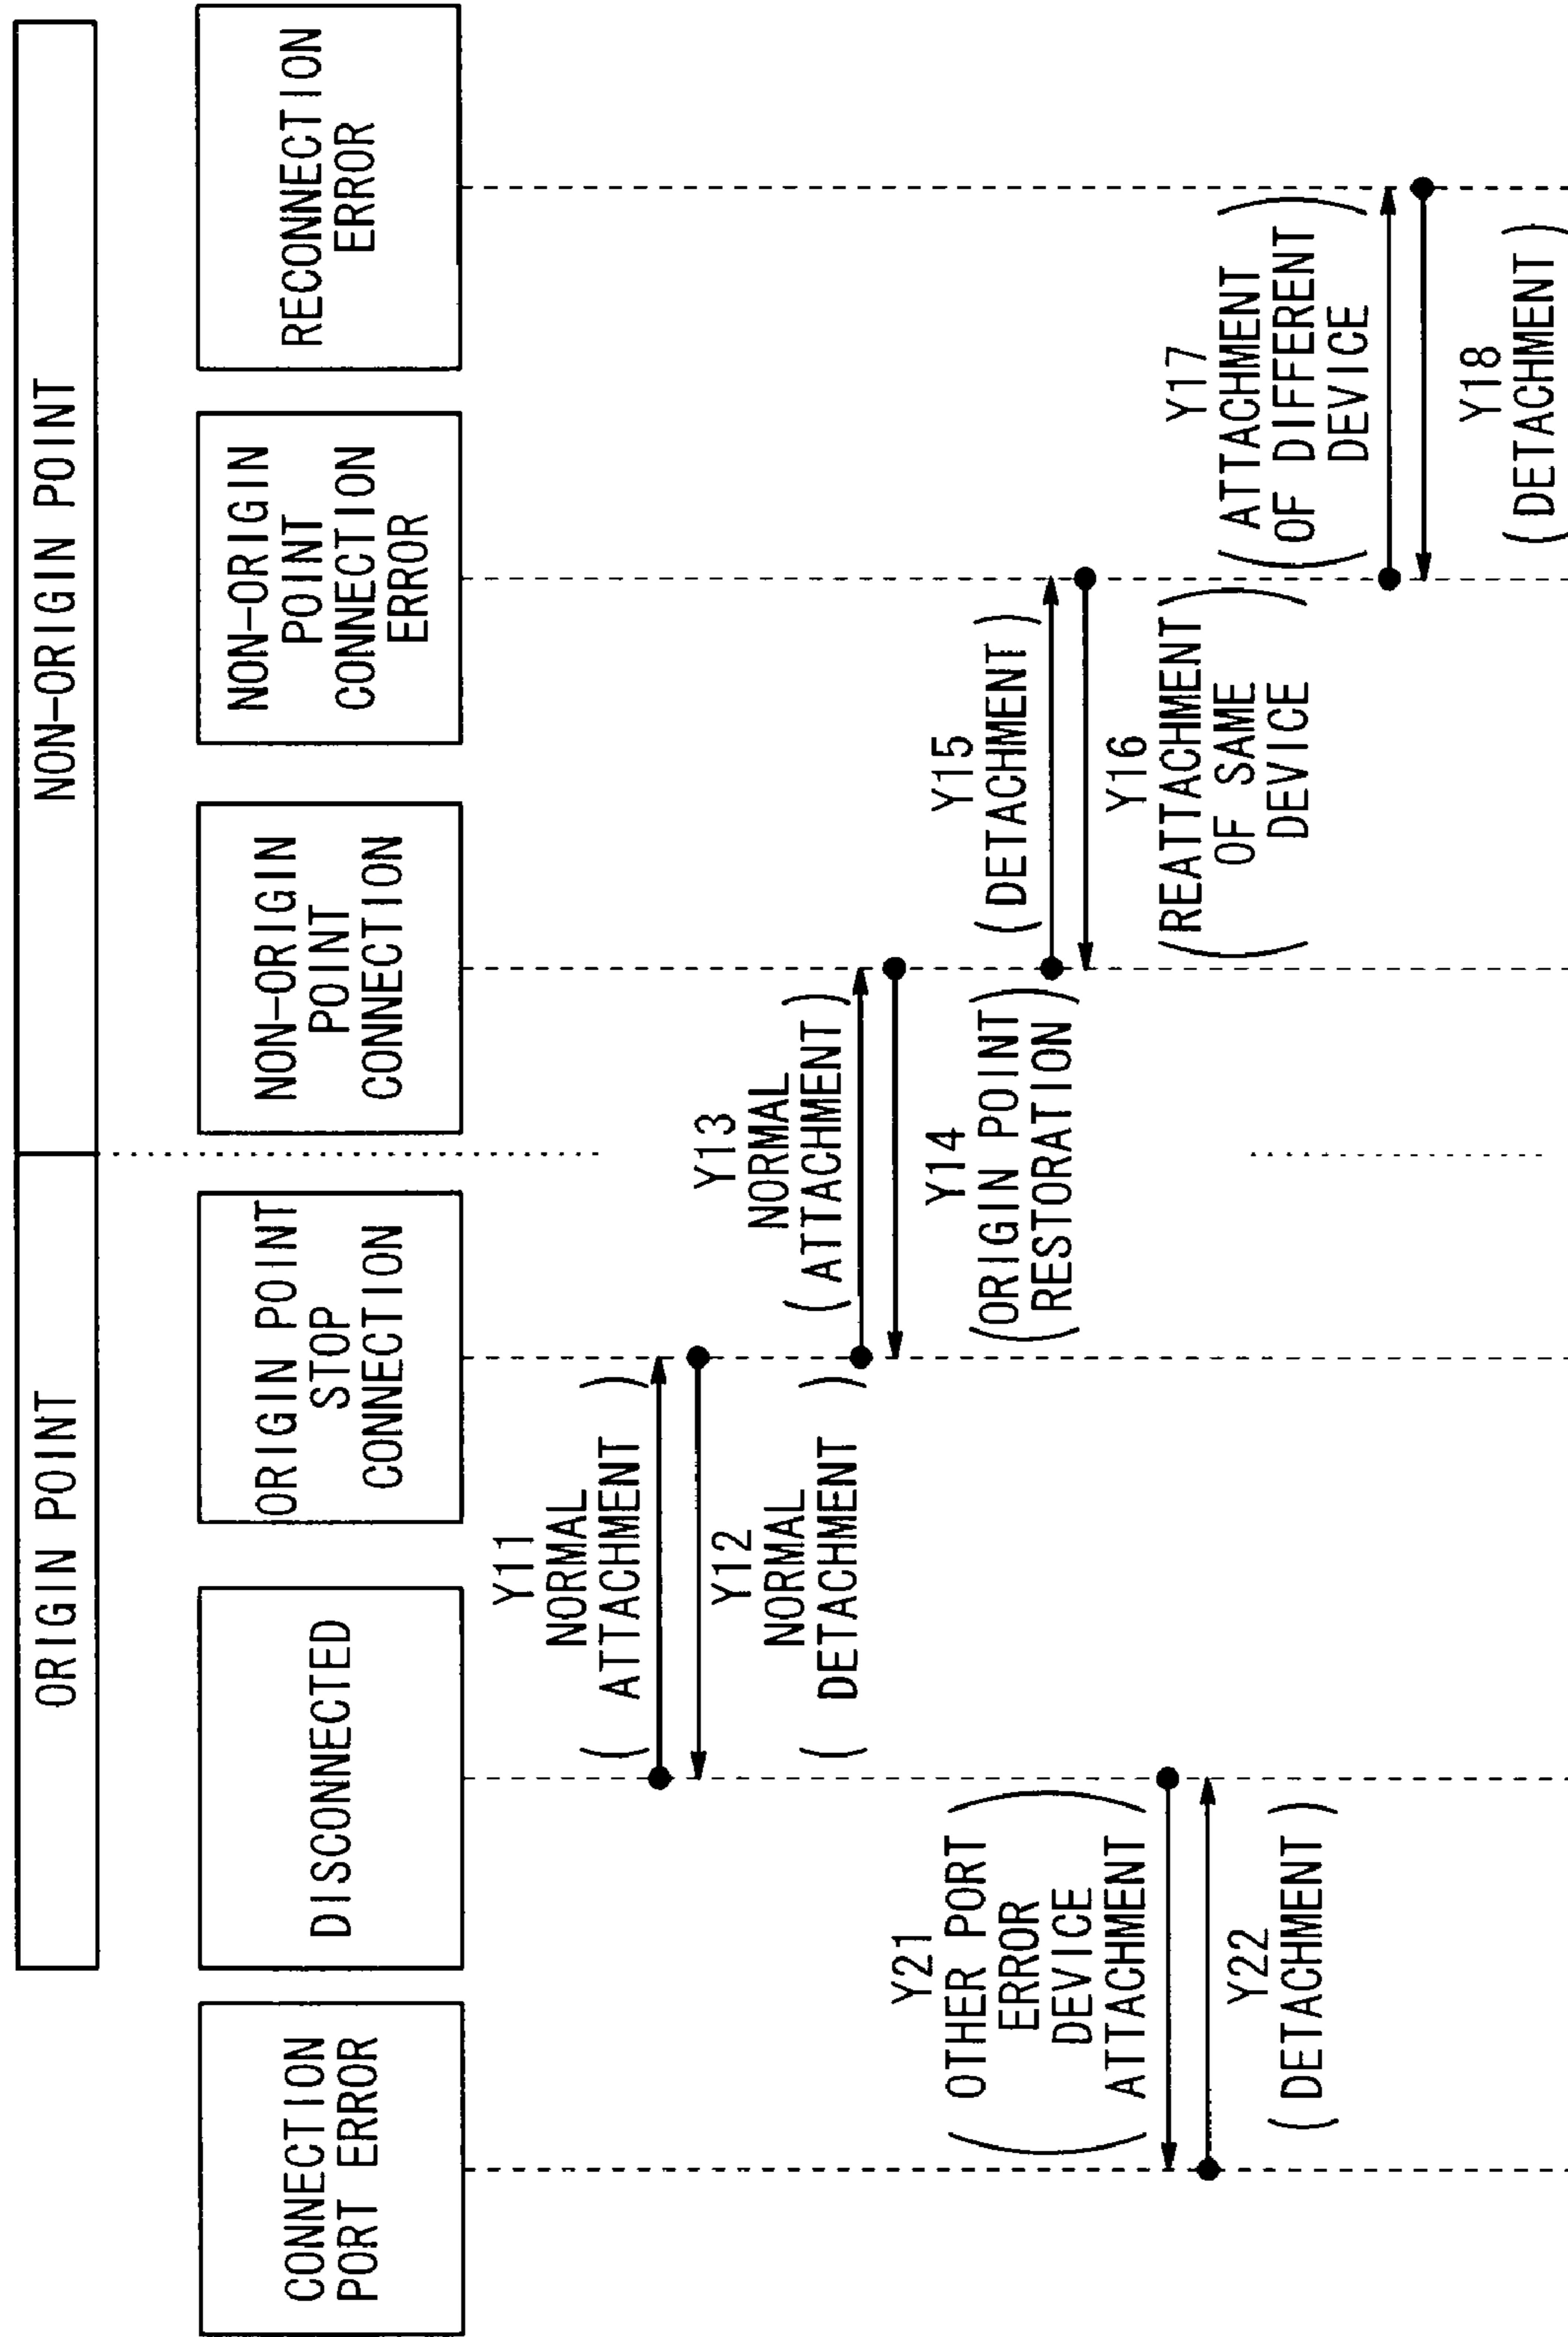 ORIGIN POINT
NON-ORIGIN POINT
CONNECTION
PORT ERROR
DISCONNECTED
ORIGIN POINT
STOP
CONNECTION
NON-ORIGIN
POINT
CONNECTION
NON-ORIGIN
POINT
CONNECTION
ERROR
RECONNECTION
ERROR
Y11
( NORMAL
ATTACHMENT )
Y12
( NORMAL
DETACHMENT )
Y13
( NORMAL
ATTACHMENT )
Y14
( ORIGIN POINT
RESTORATION )
Y15
( DETACHMENT )
Y16
( REATTACHMENT
OF SAME
DEVICE )
Y17
( ATTACHMENT
OF DIFFERENT
DEVICE )
Y18
( DETACHMENT )
Y21
( OTHER PORT
ERROR
DEVICE
ATTACHMENT )
Y22
( DETACHMENT )